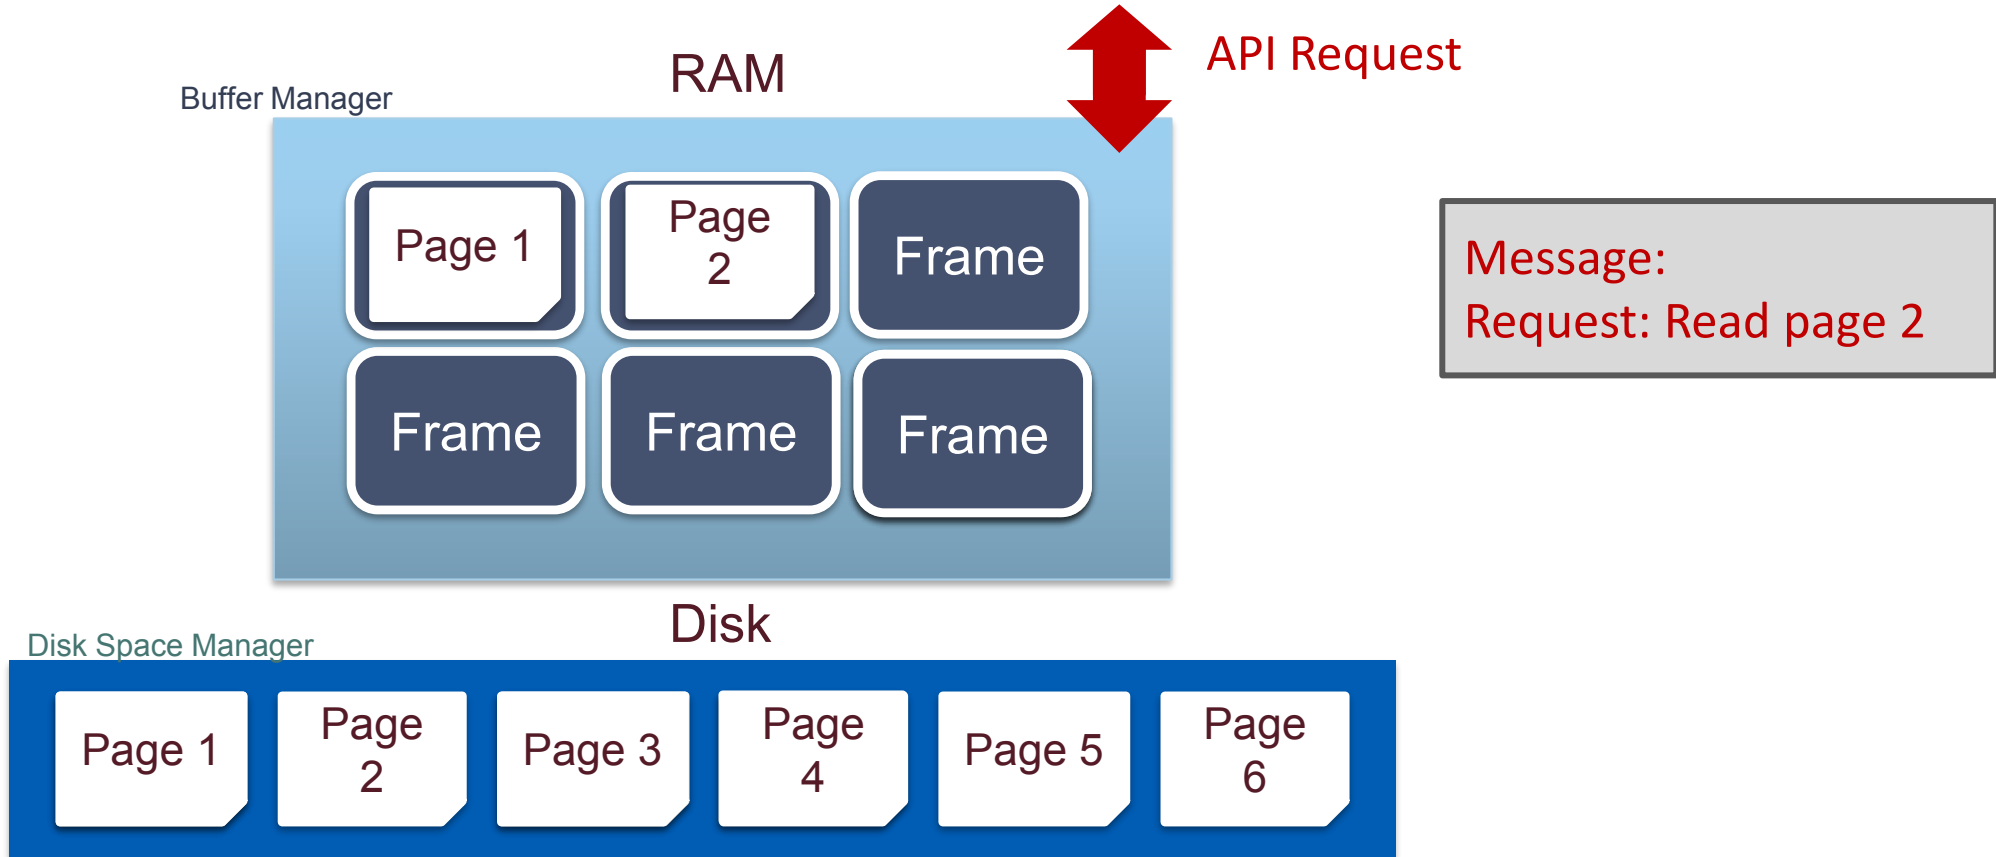 RAM
API Request
Buffer Manager
Page 1
Page
2
Frame
Message:
Request: Read page 2
Frame
Frame
Frame
Disk
Disk Space Manager
Page 1
Page
2
Page 3
Page
4
Page 5
Page
6